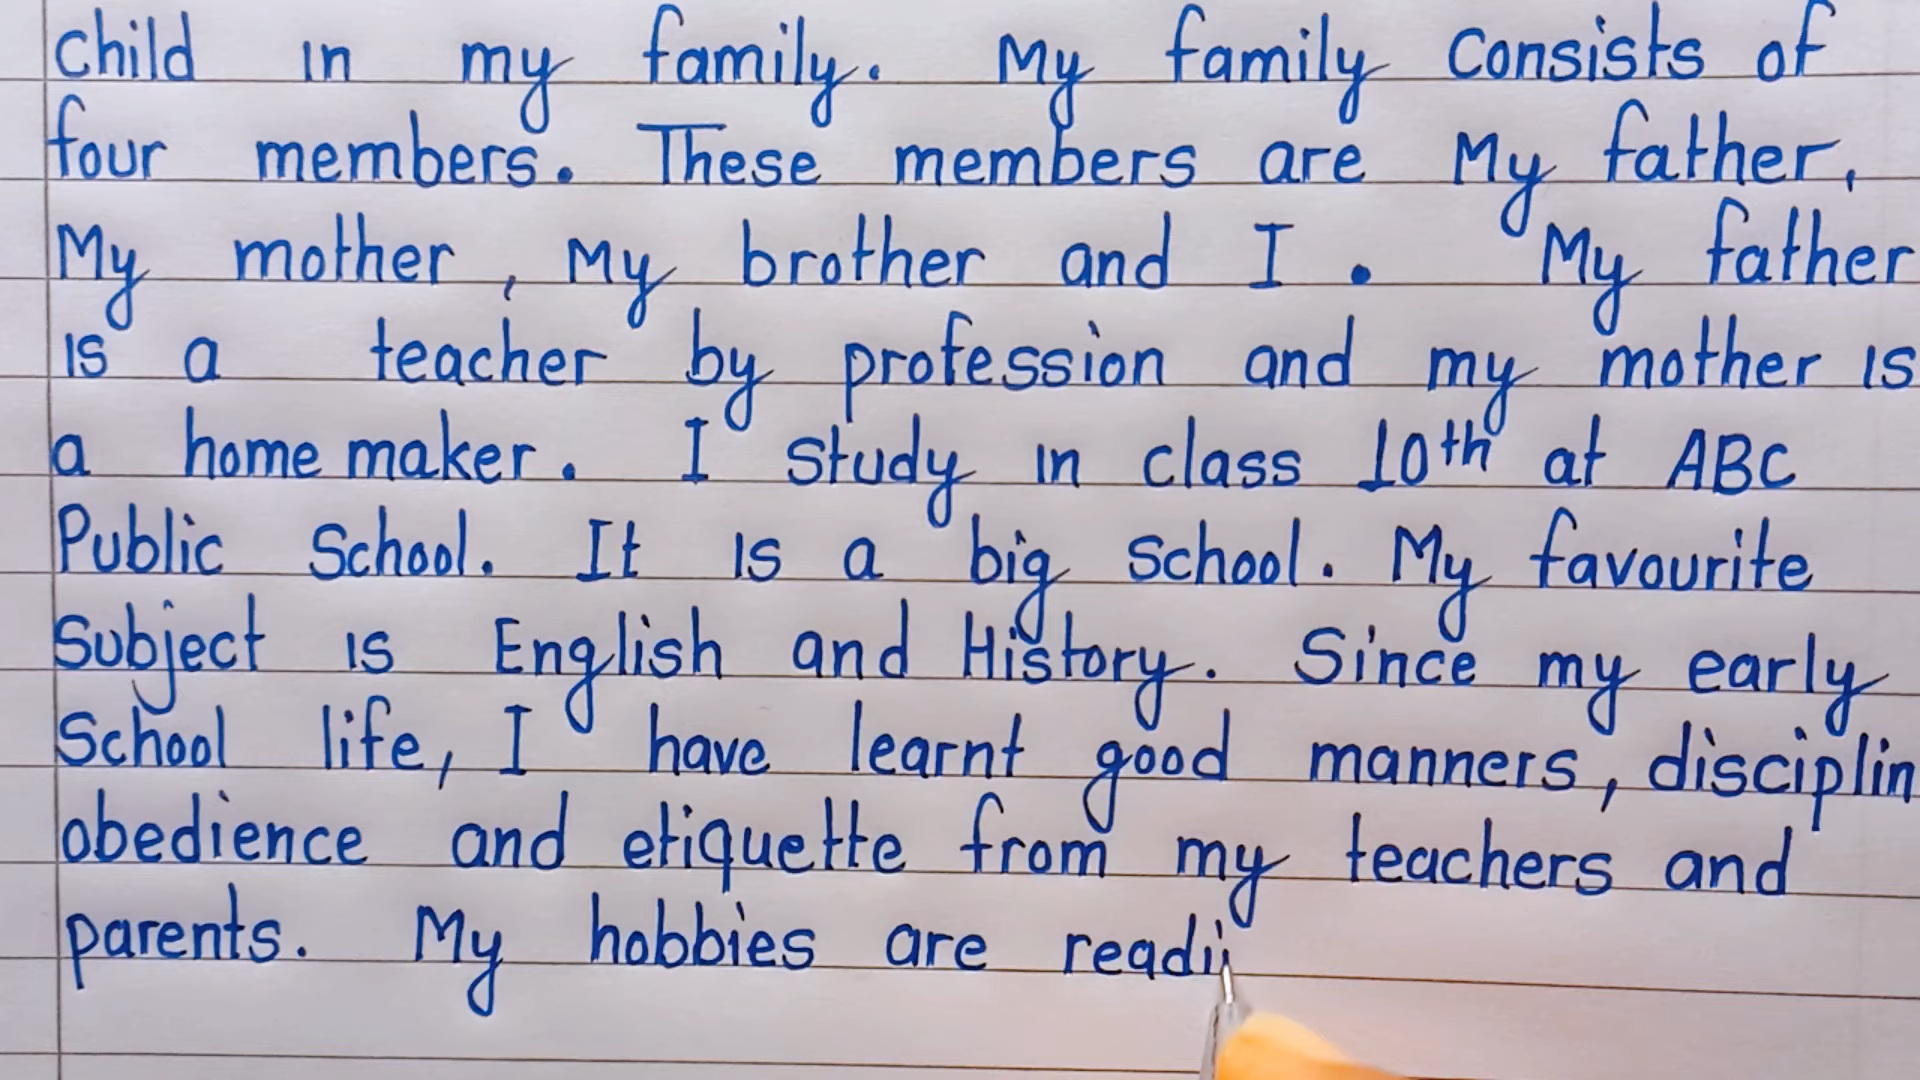 child in my family. My family consists of
four members. These members are My father,
My mother, My brother and I.  My father
is a teacher by profession and my mother is
a home maker. I study in class 10th at ABC
Public School. It is a big school. My favourite
Subject is English and History. Since my early
School life, I have learnt good manners, disciplin
obedience and etiquette from my teachers and
parents. My hobbies are readi